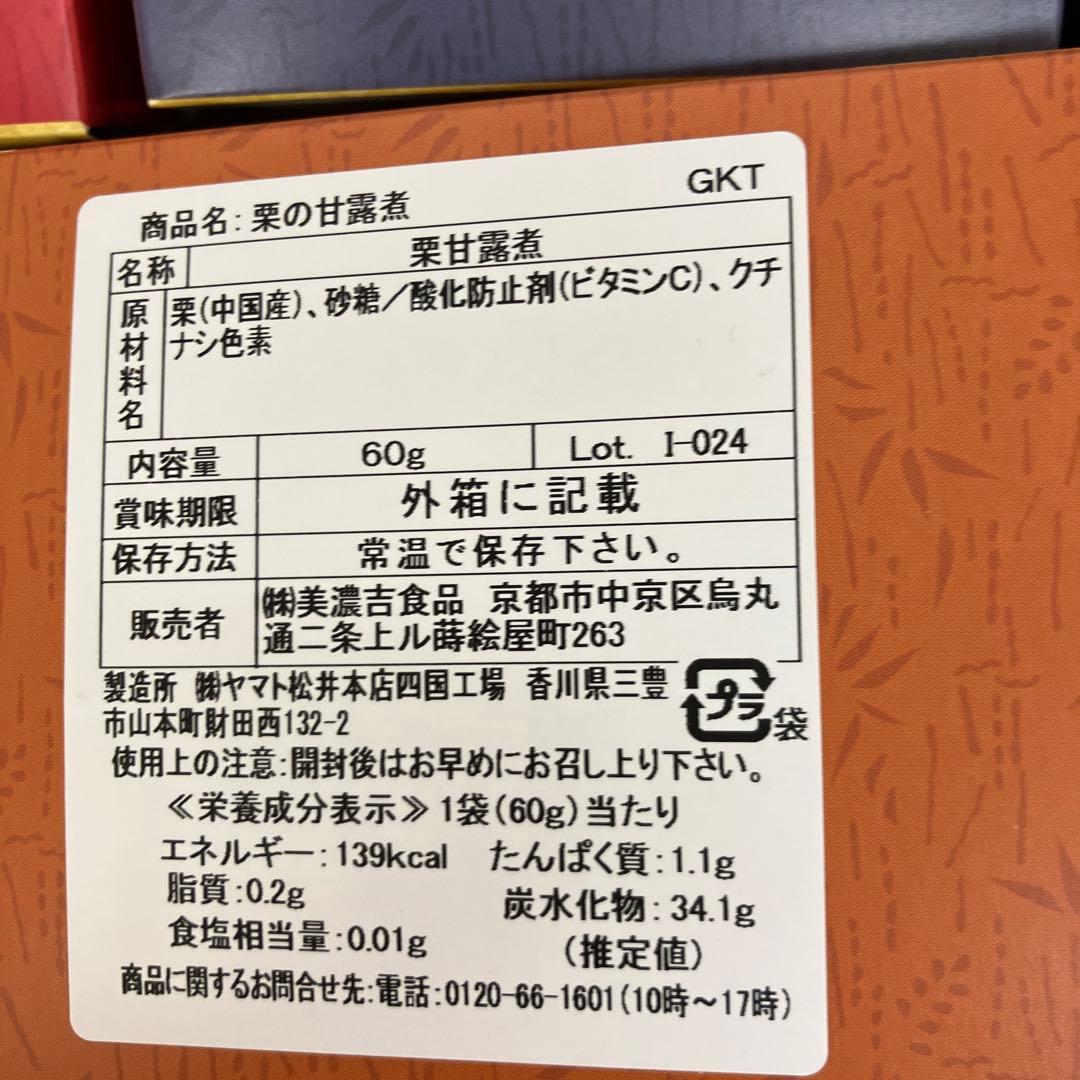 GKT
商品名:栗の甘露煮
名称 栗甘露煮
原材料名 栗(中国産)、砂糖/酸化防止剤(ビタミンC)、クチ
ナシ色素
内容量 60g Lot. I-024
賞味期限 外箱に記載
保存方法 常温で保存下さい。
販売者 ㈱美濃吉食品 京都市中京区烏丸
通二条上ル蒔絵屋町263
製造所 ㈱ヤマト松井本店四国工場 香川県三豊
市山本町財田西132-2
プラ 袋
使用上の注意:開封後はお早めにお召し上り下さい。
≪栄養成分表示≫1袋(60g)当たり
エネルギー:139kcal たんぱく質:1.1g
脂質:0.2g 炭水化物:34.1g
食塩相当量:0.01g (推定値)
商品に関するお問合せ先:電話:0120-66-1601(10時～17時)